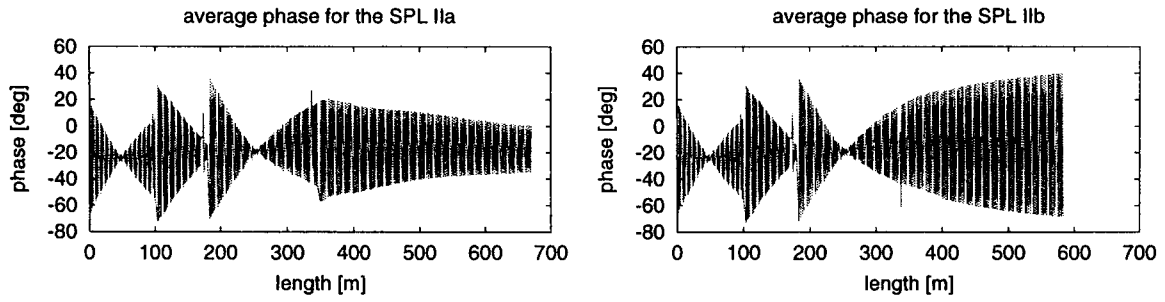 average phase for the SPL IIa
60
40
20
0
-20
-40
-60
-80
phase [deg]
0 100 200 300 400 500 600 700
length [m]
average phase for the SPL IIb
60
40
20
0
-20
-40
-60
-80
phase [deg]
0 100 200 300 400 500 600 700
length [m]